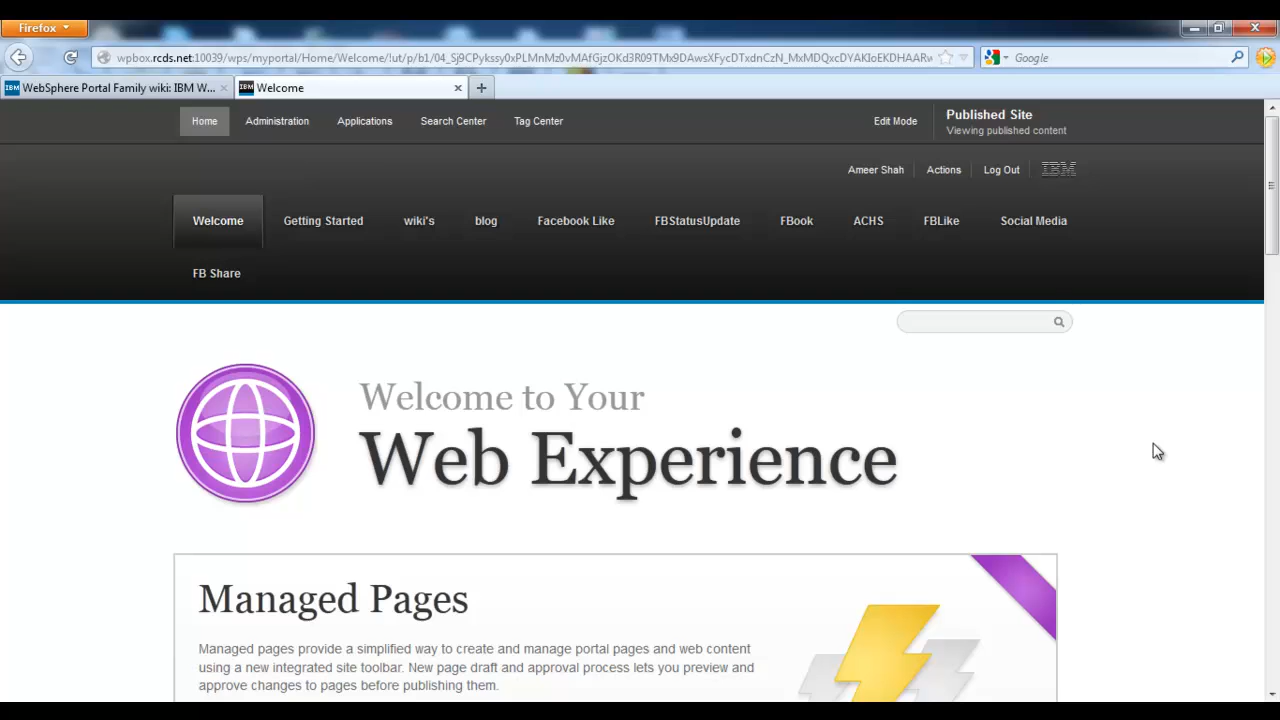 Firefox
wpbox.rcds.net:10039/wps/myportal/Home/Welcome/!ut/p/b1/04_Sj9CPykssy0xPLMnMz0vMAfGjzOKd3R09TMx9DAwsXFycDTxdnCzN_MxMDQxcDYAKIoEKDHAARw
Google
WebSphere Portal Family wiki: IBM W...
IBM Welcome
Home Administration Applications Search Center Tag Center Edit Mode Published Site
Viewing published content
Ameer Shah Actions Log Out IBM
Welcome Getting Started wiki's blog Facebook Like FBStatusUpdate FBook ACHS FBLike Social Media
FB Share
Welcome to Your
Web Experience
Managed Pages
Managed pages provide a simplified way to create and manage portal pages and web content
using a new integrated site toolbar. New page draft and approval process lets you preview and
approve changes to pages before publishing them.